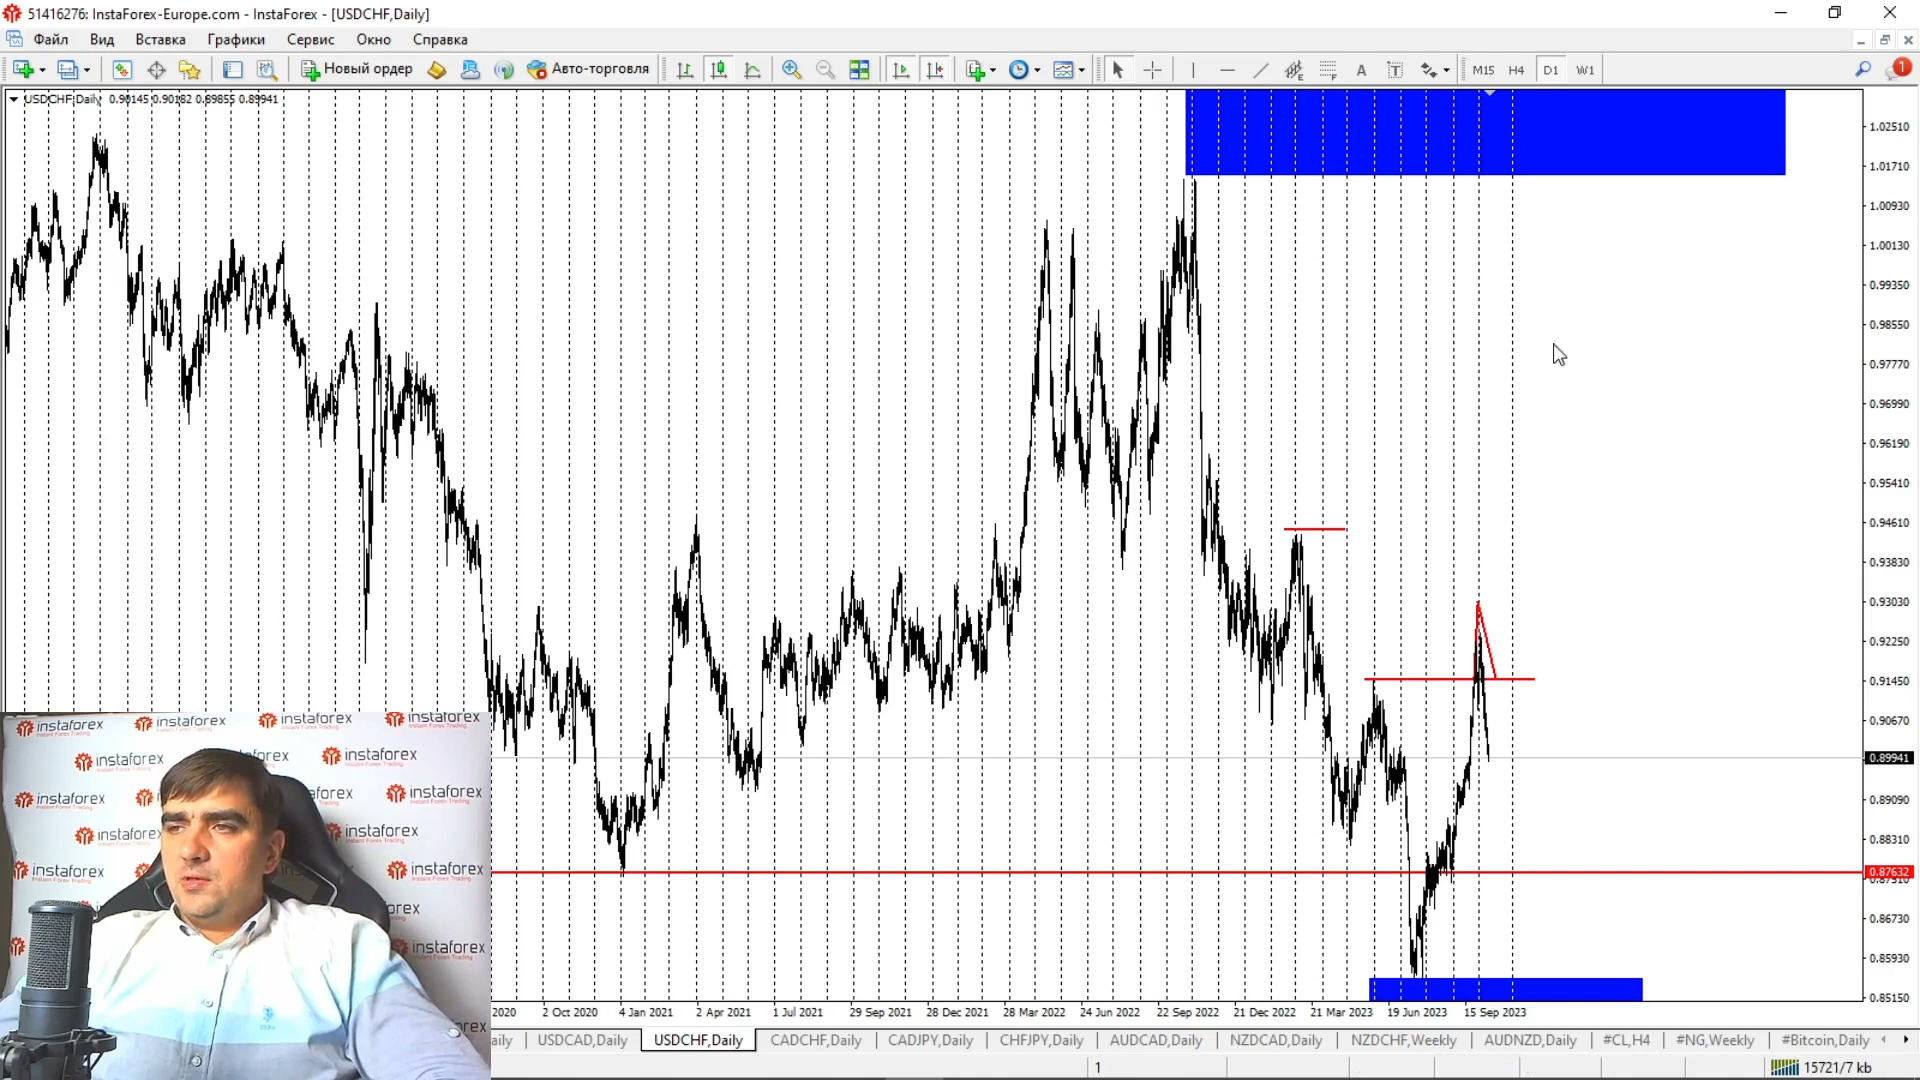 51416276: InstaForex-Europe.com - InstaForex - [USDCHF,Daily]
Файл Вид Вставка Графики Сервис Окно Справка
Новый ордер Авто-торговля A T M15 H4 D1 W1 1
USDCHF,Daily 0.90145 0.90182 0.89855 0.89941
1.02510
1.01710
1.00930
1.00130
0.99350
0.98550
0.97770
0.96990
0.96190
0.95410
0.94610
0.93830
0.93030
0.92250
0.91450
0.90670
0.89941
0.89090
0.88310
0.87632
0.87510
0.86730
0.85930
0.85150
instaforex instaforex instaforex instaforex
Instant Forex Trading
instaforex instaforex
instaforex instaforex
instaforex
instaforex instaforex
instaforex
2020 2 Oct 2020 4 Jan 2021 2 Apr 2021 1 Jul 2021 29 Sep 2021 28 Dec 2021 28 Mar 2022 24 Jun 2022 22 Sep 2022 21 Dec 2022 21 Mar 2023 19 Jun 2023 15 Sep 2023
aily USDCAD,Daily USDCHF,Daily CADCHF,Daily CADJPY,Daily CHFJPY,Daily AUDCAD,Daily NZDCAD,Daily NZDCHF,Weekly AUDNZD,Daily #CL,H4 #NG,Weekly #Bitcoin,Daily
1 15721/7 kb